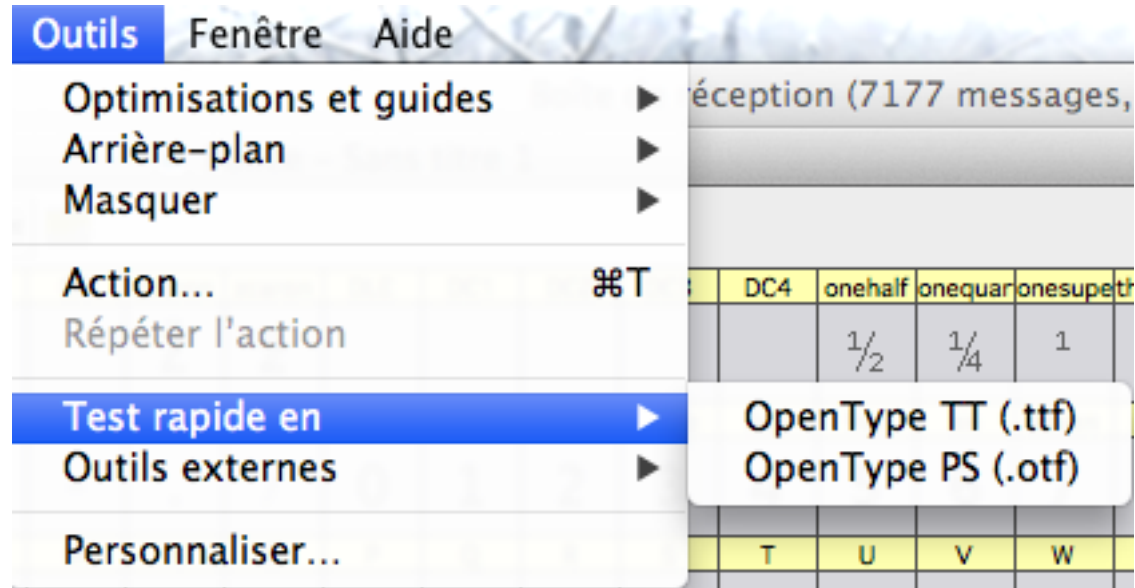 Outils Fenêtre Aide
Optimisations et guides
réception (7177 messages,
Arrière-plan
Masquer
Action... ⌘T
DC4 onehalf onequar onesupe th
Répéter l'action
½ ¼ 1
Test rapide en
OpenType TT (.ttf)
Outils externes
OpenType PS (.otf)
Personnaliser...
T U V W